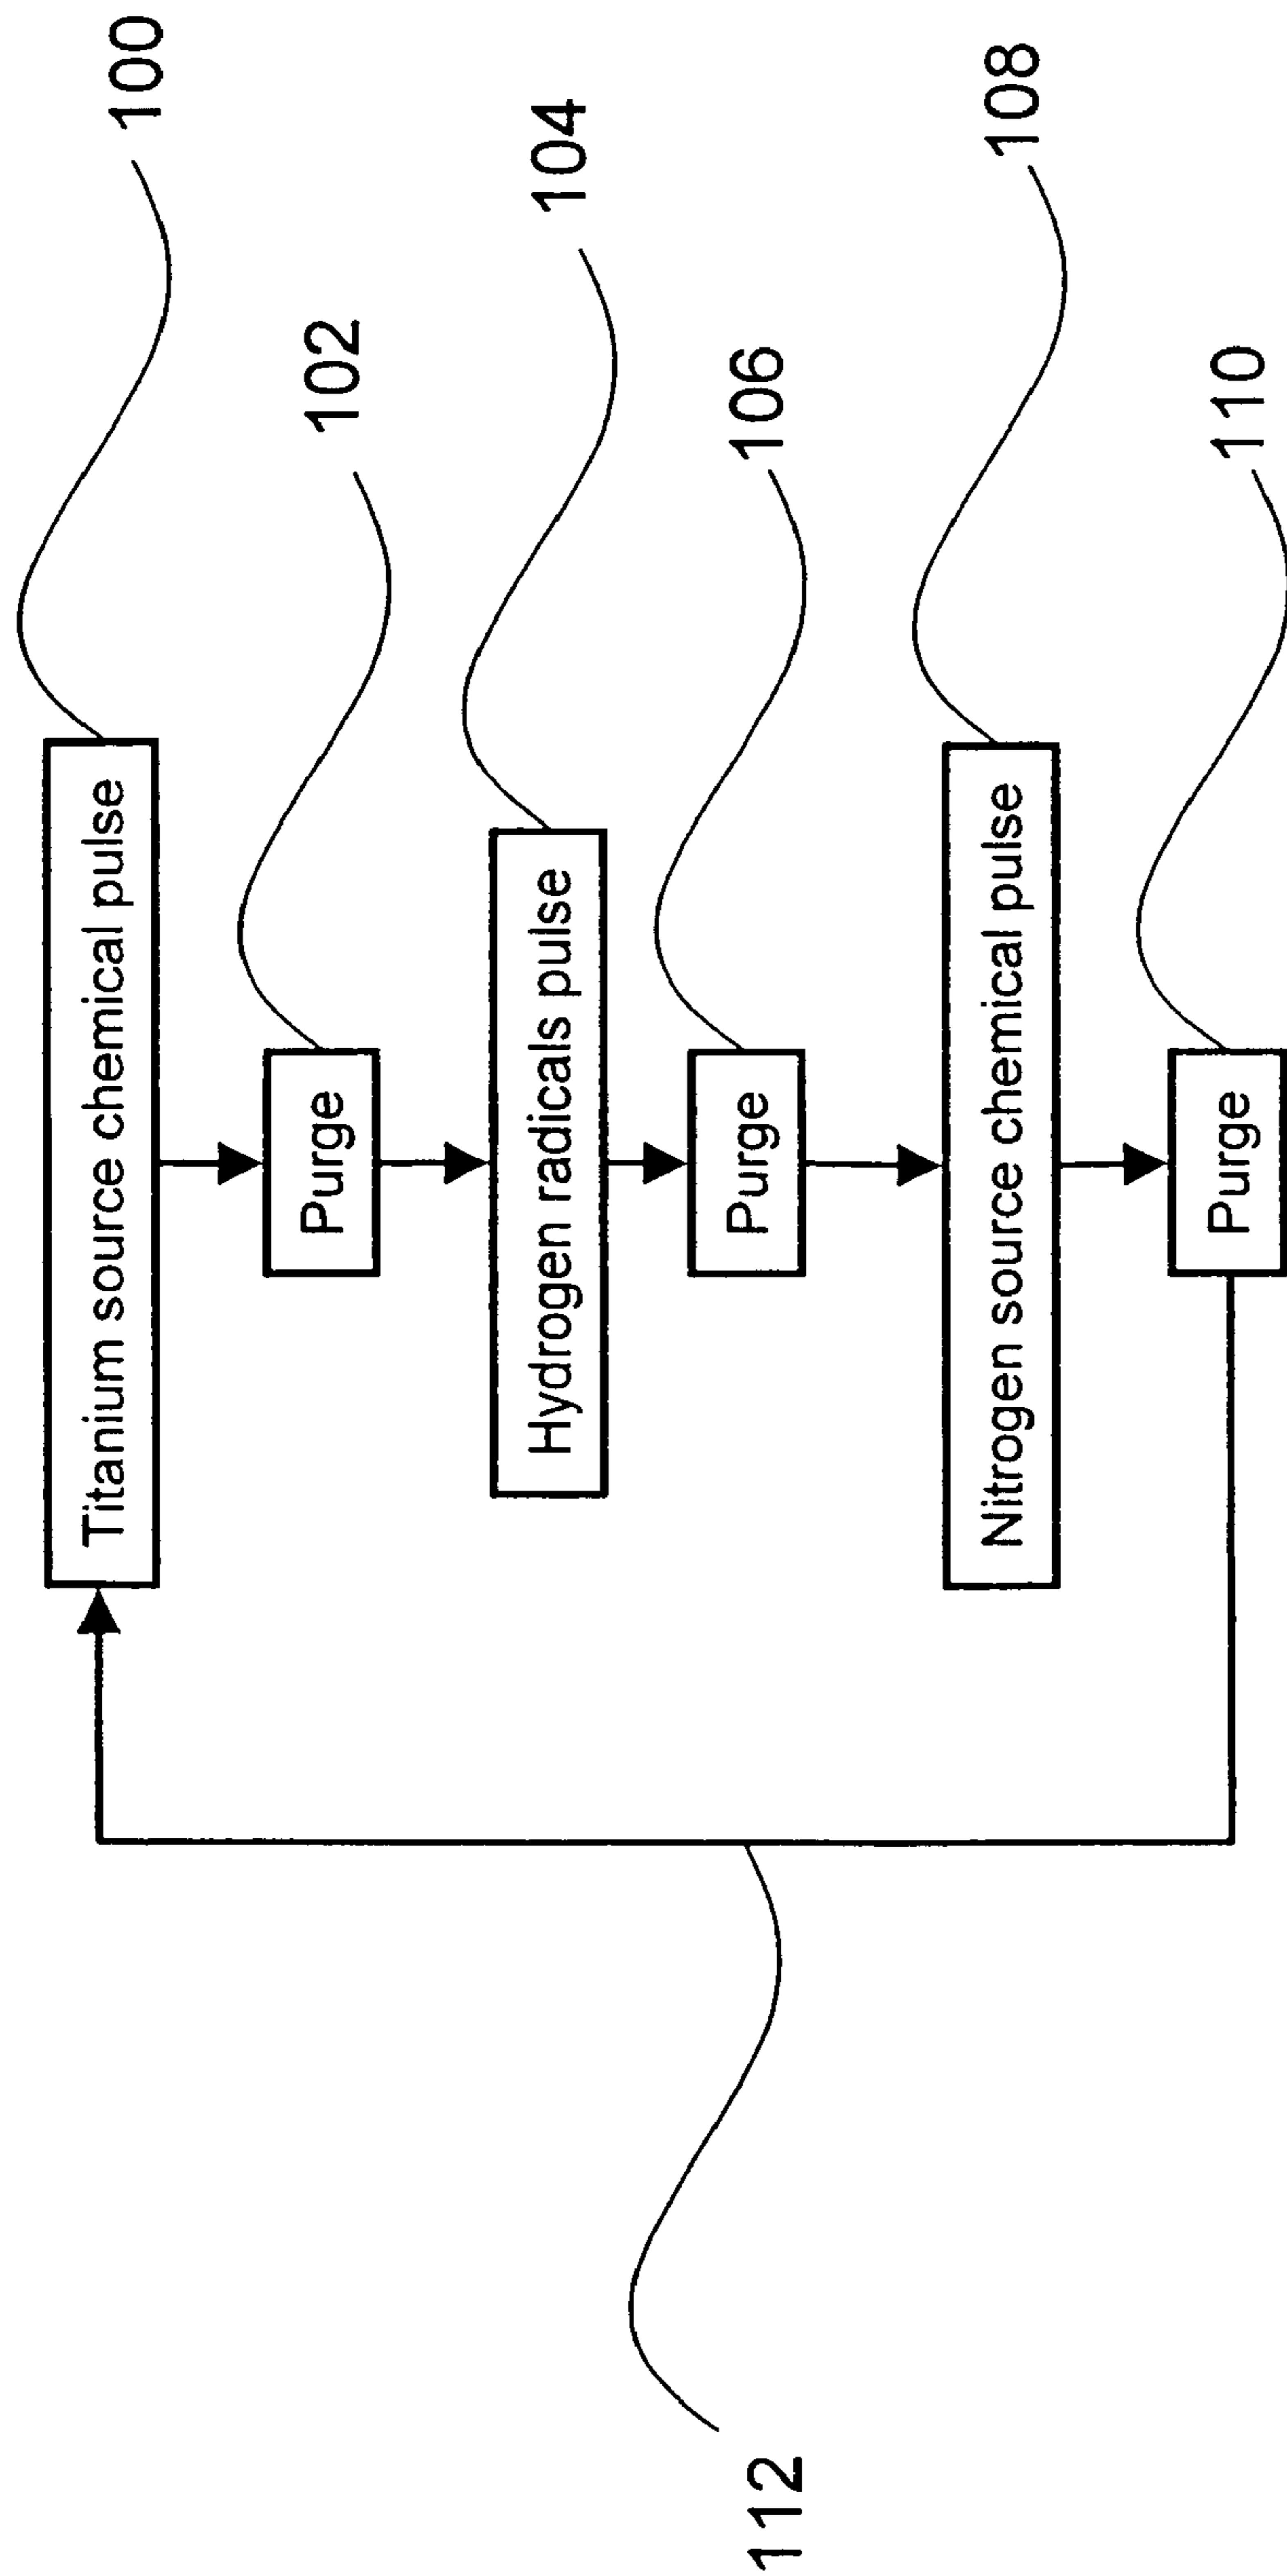 Titanium source chemical pulse
100
Purge
102
Hydrogen radicals pulse
104
Purge
106
Nitrogen source chemical pulse
108
Purge
110
112